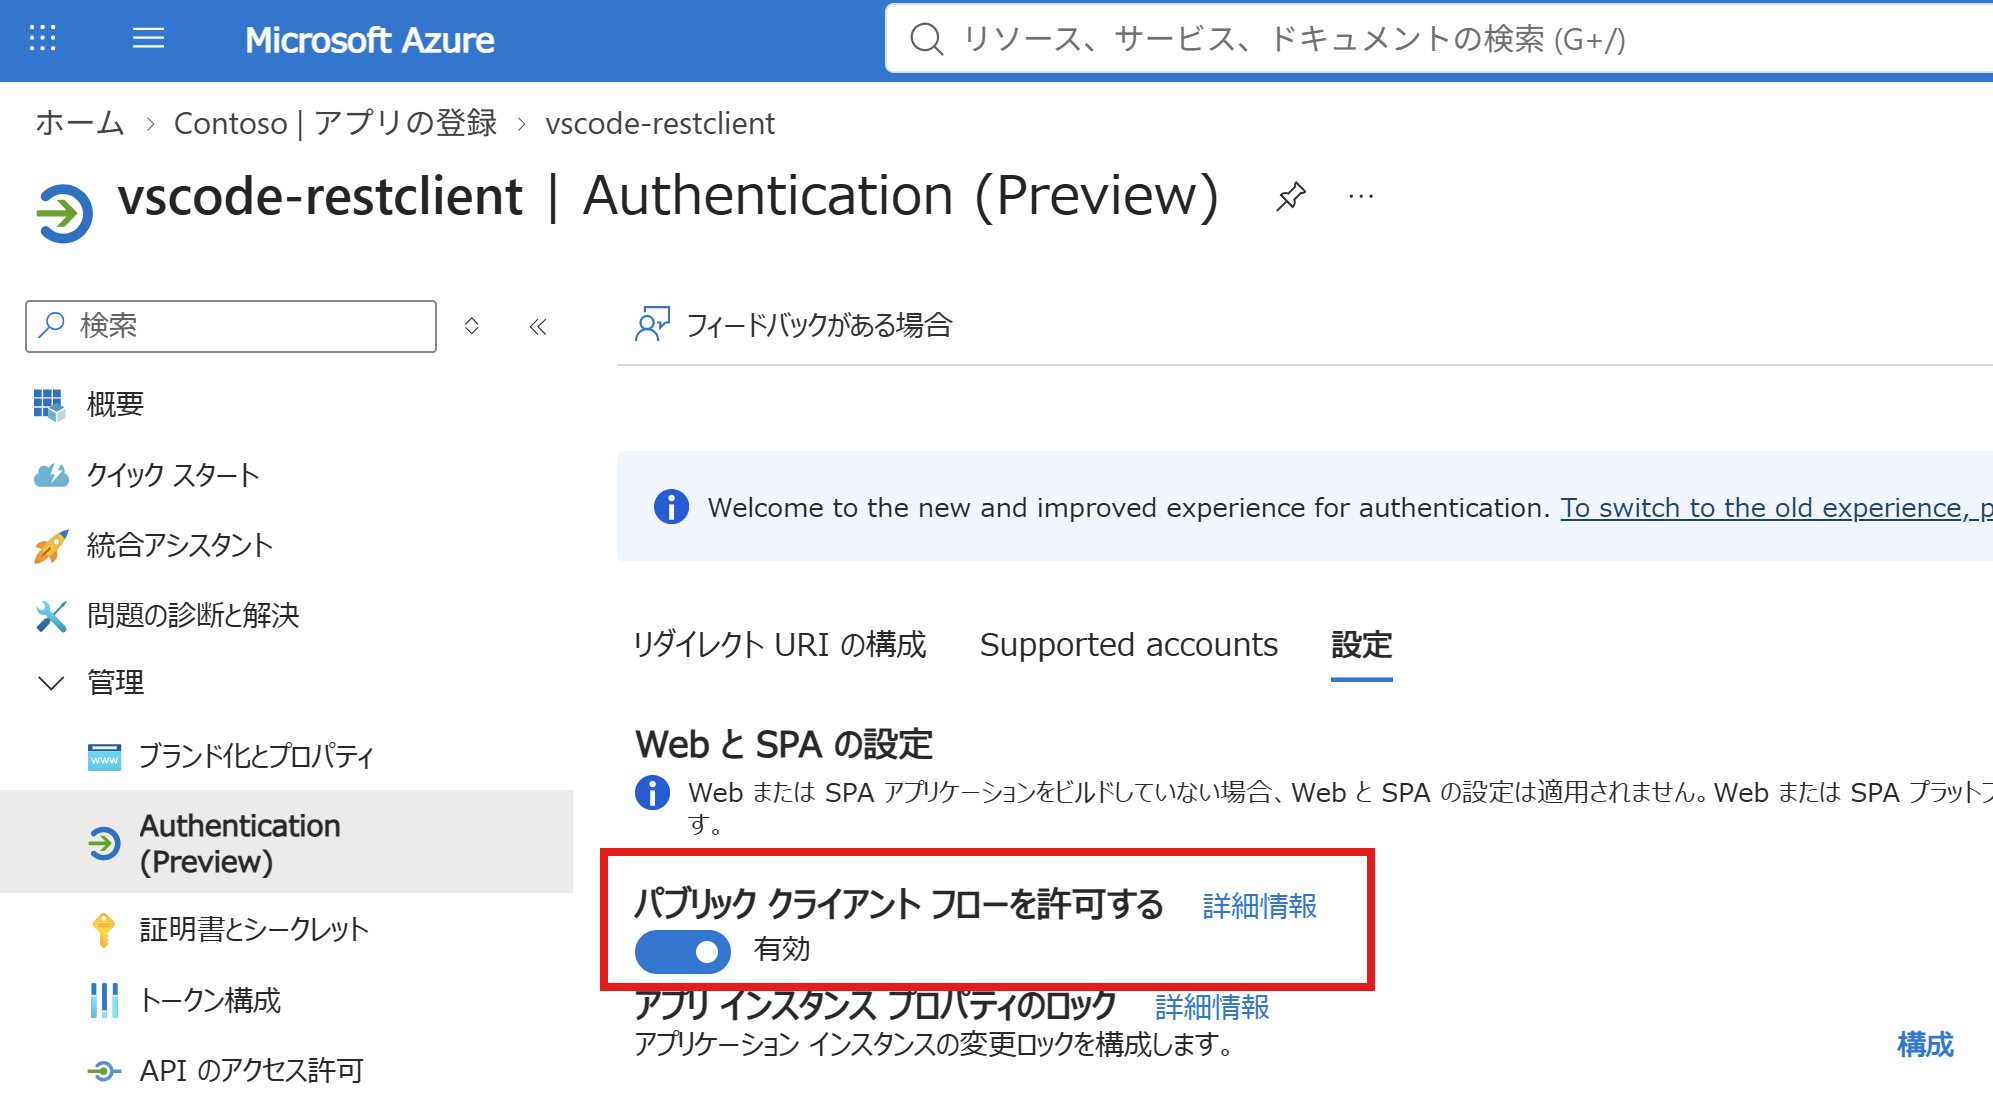 Microsoft Azure
リソース、サービス、ドキュメントの検索 (G+/)
ホーム > Contoso | アプリの登録 > vscode-restclient
vscode-restclient | Authentication (Preview)
検索
フィードバックがある場合
概要
クイック スタート
統合アシスタント
問題の診断と解決
管理
www
ブランド化とプロパティ
Authentication
(Preview)
証明書とシークレット
トークン構成
API のアクセス許可
Welcome to the new and improved experience for authentication. To switch to the old experience, p
リダイレクト URI の構成 Supported accounts 設定
Web と SPA の設定
Web または SPA アプリケーションをビルドしていない場合、Web と SPA の設定は適用されません。Web または SPA プラットフ
す。
パブリック クライアント フローを許可する 詳細情報
有効
アプリ インスタンス プロパティのロック 詳細情報
アプリケーション インスタンスの変更ロックを構成します。
構成